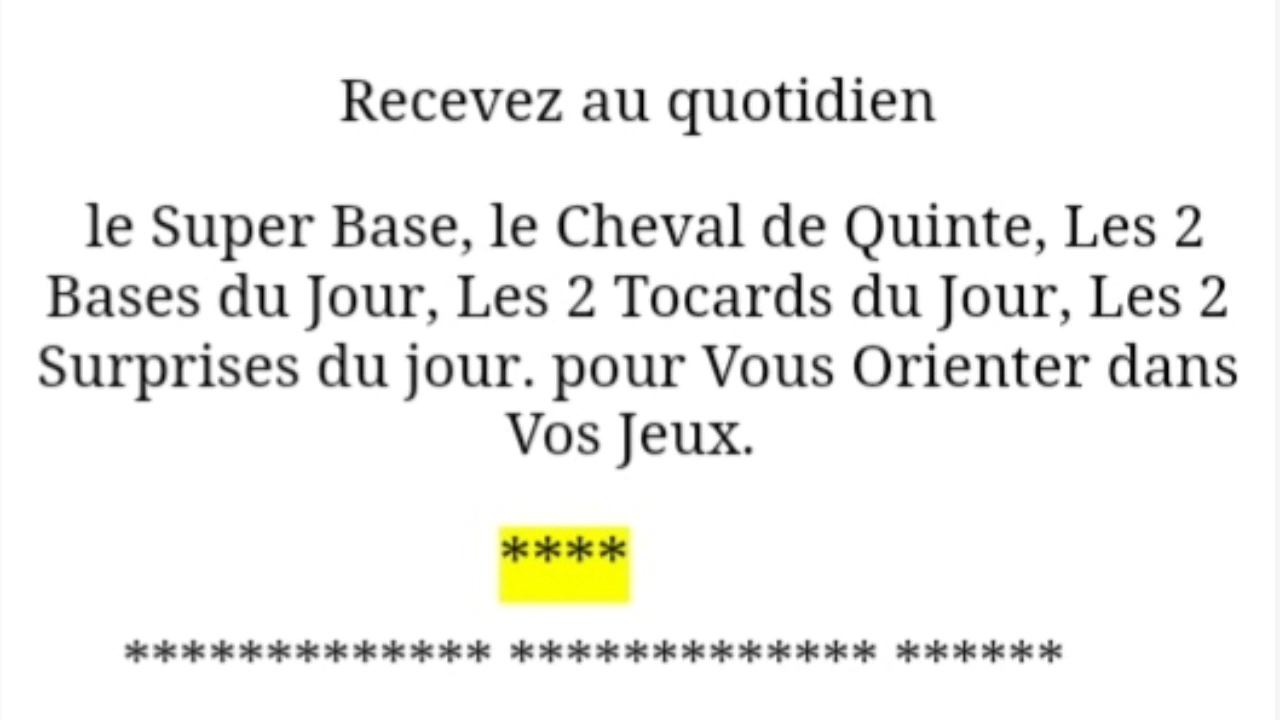 Recevez au quotidien
le Super Base, le Cheval de Quinte, Les 2
Bases du Jour, Les 2 Tocards du Jour, Les 2
Surprises du jour. pour Vous Orienter dans
Vos Jeux.
****
************* ************* ******